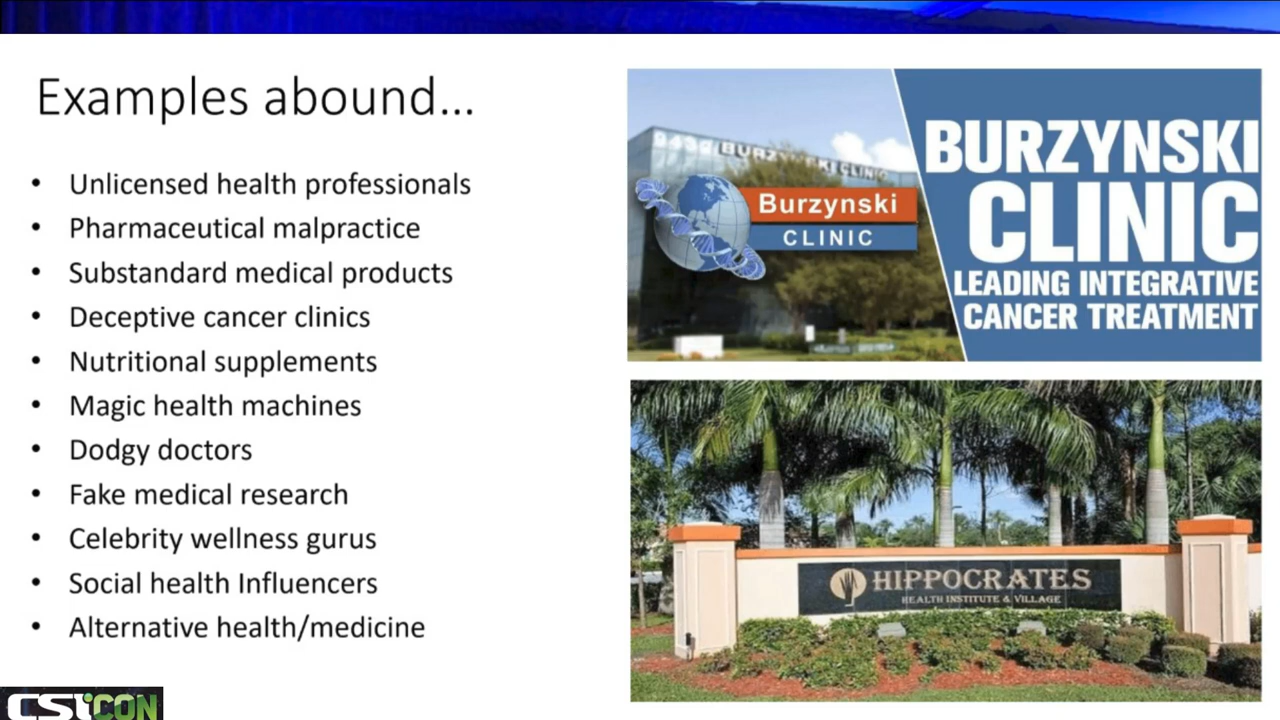 Examples abound...
• Unlicensed health professionals
• Pharmaceutical malpractice
• Substandard medical products
• Deceptive cancer clinics
• Nutritional supplements
• Magic health machines
• Dodgy doctors
• Fake medical research
• Celebrity wellness gurus
• Social health Influencers
• Alternative health/medicine
CSICON
BURZYNSKI CLINIC
Burzynski
CLINIC
BURZYNSKI
CLINIC
LEADING INTEGRATIVE
CANCER TREATMENT
HIPPOCRATES
HEALTH INSTITUTE & VILLAGE